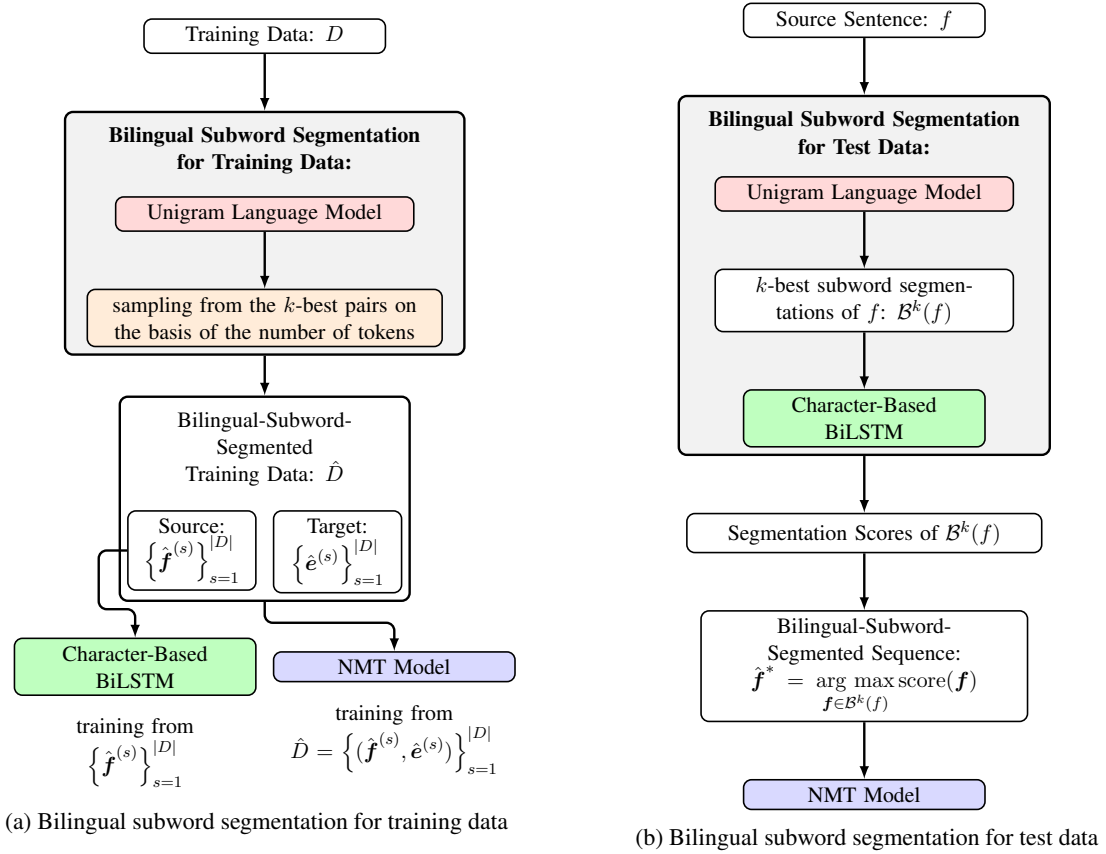 Training Data: D
Bilingual Subword Segmentation
for Training Data:
Unigram Language Model
sampling from the k-best pairs on
the basis of the number of tokens
Bilingual-Subword-
Segmented
Training Data: D̂
Source:
{f̂^(s)}_{s=1}^{|D|}
Target:
{ê^(s)}_{s=1}^{|D|}
Character-Based
BiLSTM
NMT Model
training from
{f̂^(s)}_{s=1}^{|D|}
training from
D̂ = {(f̂^(s), ê^(s))}_{s=1}^{|D|}
(a) Bilingual subword segmentation for training data
Source Sentence: f
Bilingual Subword Segmentation
for Test Data:
Unigram Language Model
k-best subword segmen-
tations of f: ℬ^k(f)
Character-Based
BiLSTM
Segmentation Scores of ℬ^k(f)
Bilingual-Subword-
Segmented Sequence:
f̂* = arg max score(f)
f∈ℬ^k(f)
NMT Model
(b) Bilingual subword segmentation for test data